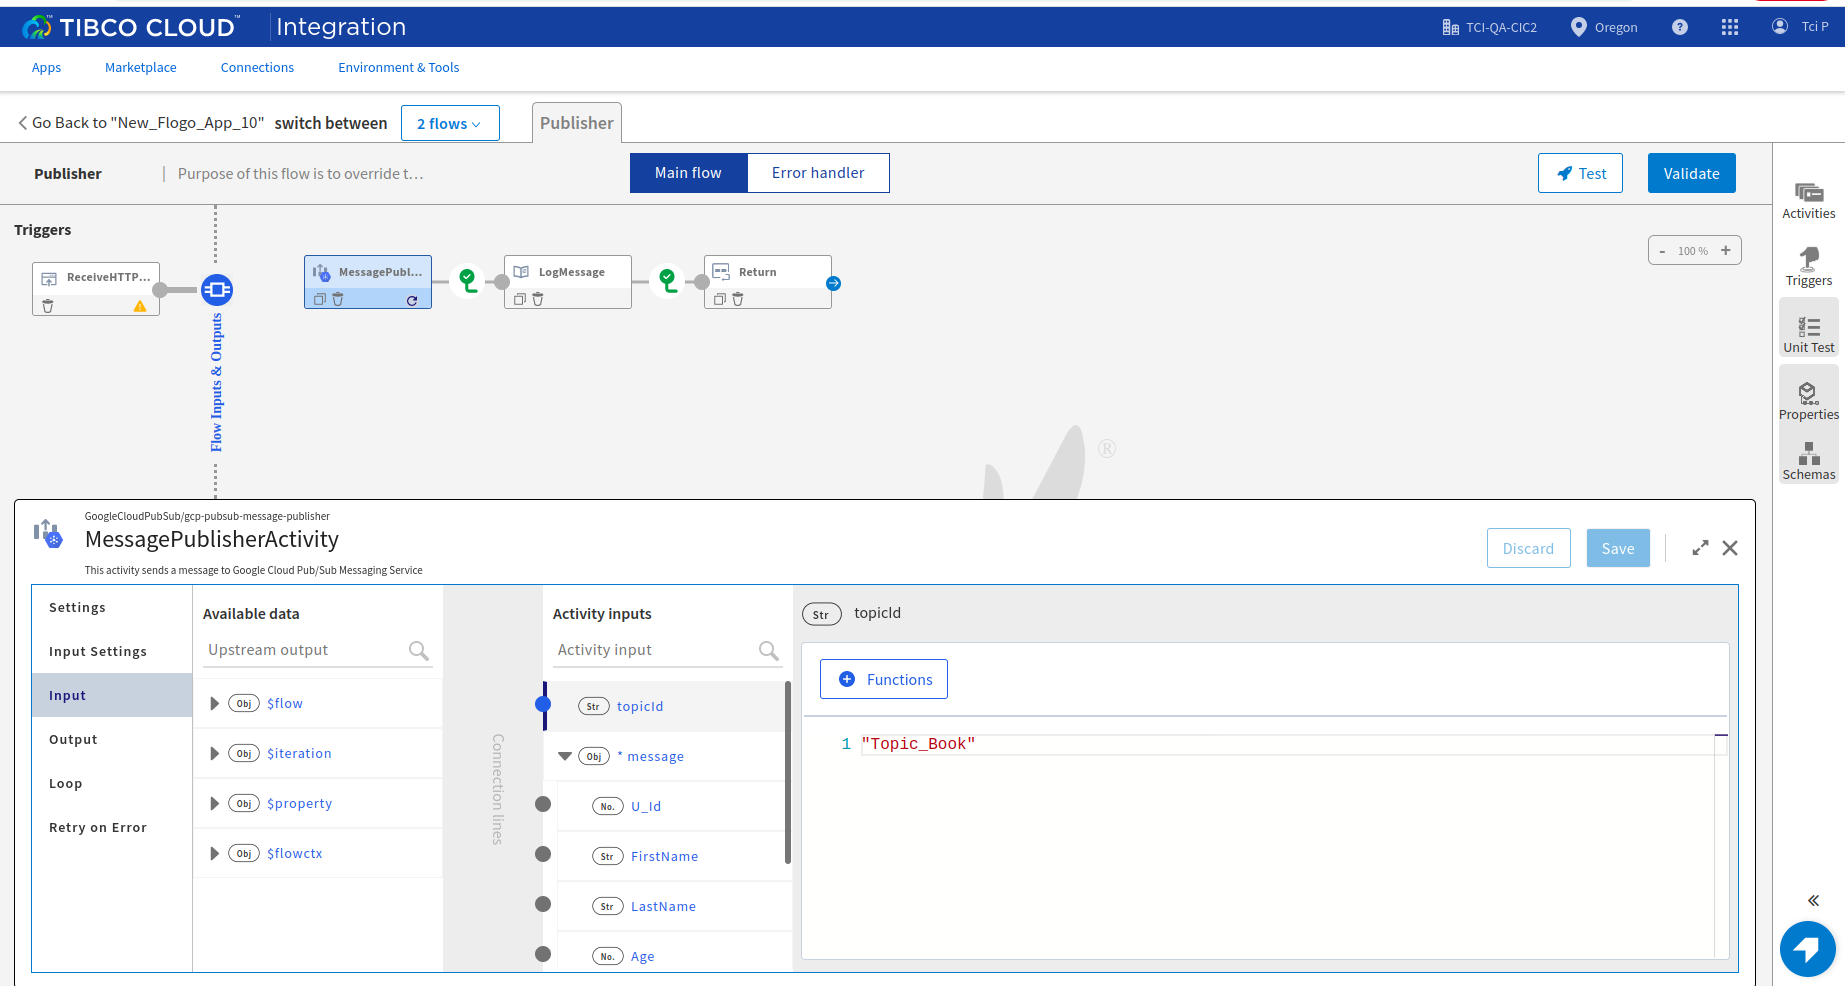 TIBCO CLOUD™ Integration
TCI-QA-CIC2
Oregon
?
Tci P
Apps
Marketplace
Connections
Environment & Tools
Go Back to "New_Flogo_App_10"
switch between
2 flows
Publisher
Publisher
Purpose of this flow is to override t...
Main flow
Error handler
Test
Validate
Triggers
- 100 % +
ReceiveHTTP...
MessagePubl...
LogMessage
Return
Flow Inputs & Outputs
®
Activities
Triggers
Unit Test
Properties
Schemas
GoogleCloudPubSub/gcp-pubsub-message-publisher
MessagePublisherActivity
This activity sends a message to Google Cloud Pub/Sub Messaging Service
Discard
Save
Settings
Input Settings
Input
Output
Loop
Retry on Error
Available data
Upstream output
Obj $flow
Obj $iteration
Obj $property
Obj $flowctx
Connection lines
Activity inputs
Activity input
Str topicId
Obj * message
No. U_Id
Str FirstName
Str LastName
No. Age
Str topicId
+ Functions
1 "Topic_Book"